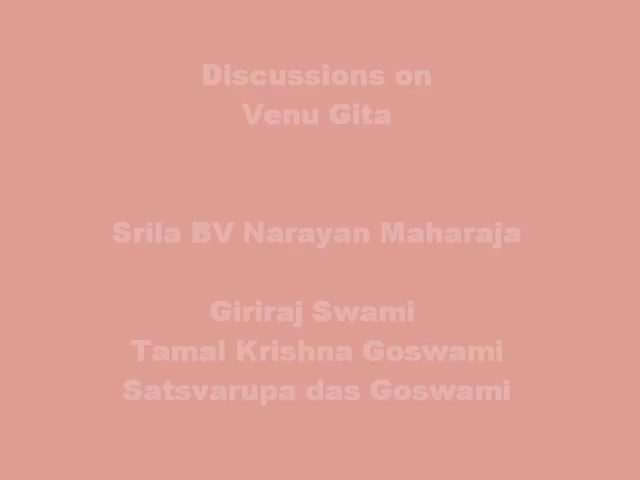 Discussions on
Venu Gita
Srila BV Narayan Maharaja
Giriraj Swami
Tamal Krishna Goswami
Satsvarupa das Goswami